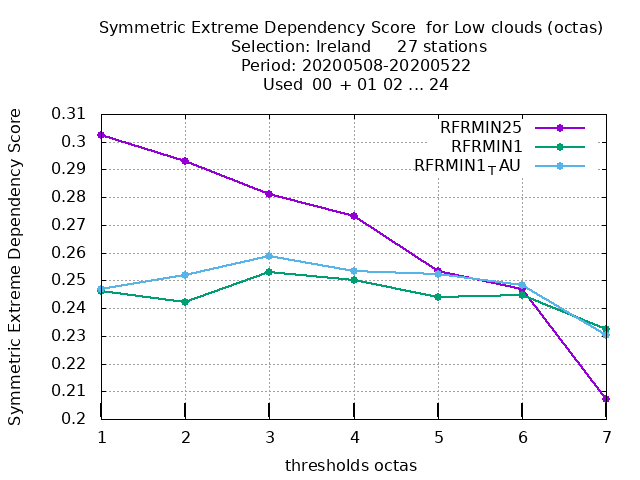 Symmetric Extreme Dependency Score  for Low clouds (octas)
Selection: Ireland     27 stations
Period: 20200508-20200522
Used  00 + 01 02 ... 24
Symmetric Extreme Dependency Score
0.31
0.3
0.29
0.28
0.27
0.26
0.25
0.24
0.23
0.22
0.21
0.2
RFRMIN25
RFRMIN1
RFRMIN1TAU
1 2 3 4 5 6 7
thresholds octas